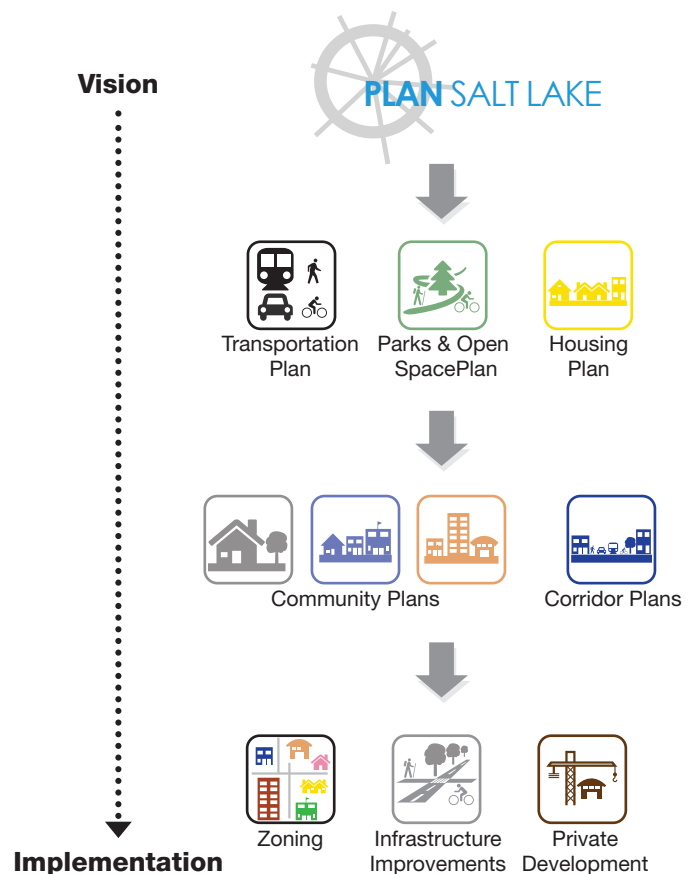 Vision
PLAN SALT LAKE
Transportation
Plan
Parks & Open
SpacePlan
Housing
Plan
Community Plans
Corridor Plans
Zoning
Infrastructure
Improvements
Private
Development
Implementation